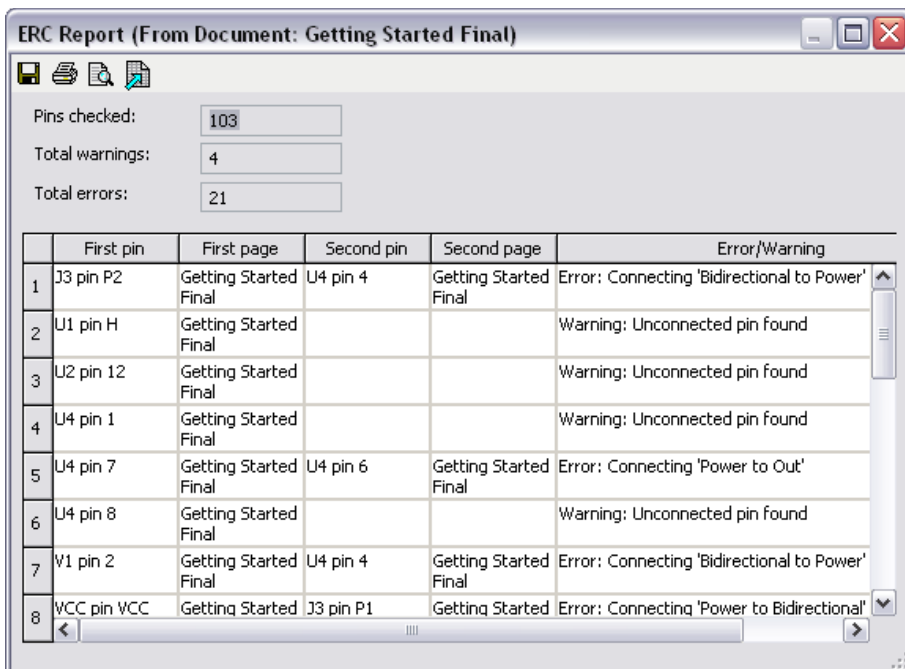 ERC Report (From Document: Getting Started Final)
Pins checked: 103
Total warnings: 4
Total errors: 21
First pin First page Second pin Second page Error/Warning
1 J3 pin P2 Getting Started Final U4 pin 4 Getting Started Final Error: Connecting 'Bidirectional to Power'
2 U1 pin H Getting Started Final Warning: Unconnected pin found
3 U2 pin 12 Getting Started Final Warning: Unconnected pin found
4 U4 pin 1 Getting Started Final Warning: Unconnected pin found
5 U4 pin 7 Getting Started Final U4 pin 6 Getting Started Final Error: Connecting 'Power to Out'
6 U4 pin 8 Getting Started Final Warning: Unconnected pin found
7 V1 pin 2 Getting Started Final U4 pin 4 Getting Started Final Error: Connecting 'Bidirectional to Power'
8 VCC pin VCC Getting Started J3 pin P1 Getting Started Error: Connecting 'Power to Bidirectional'